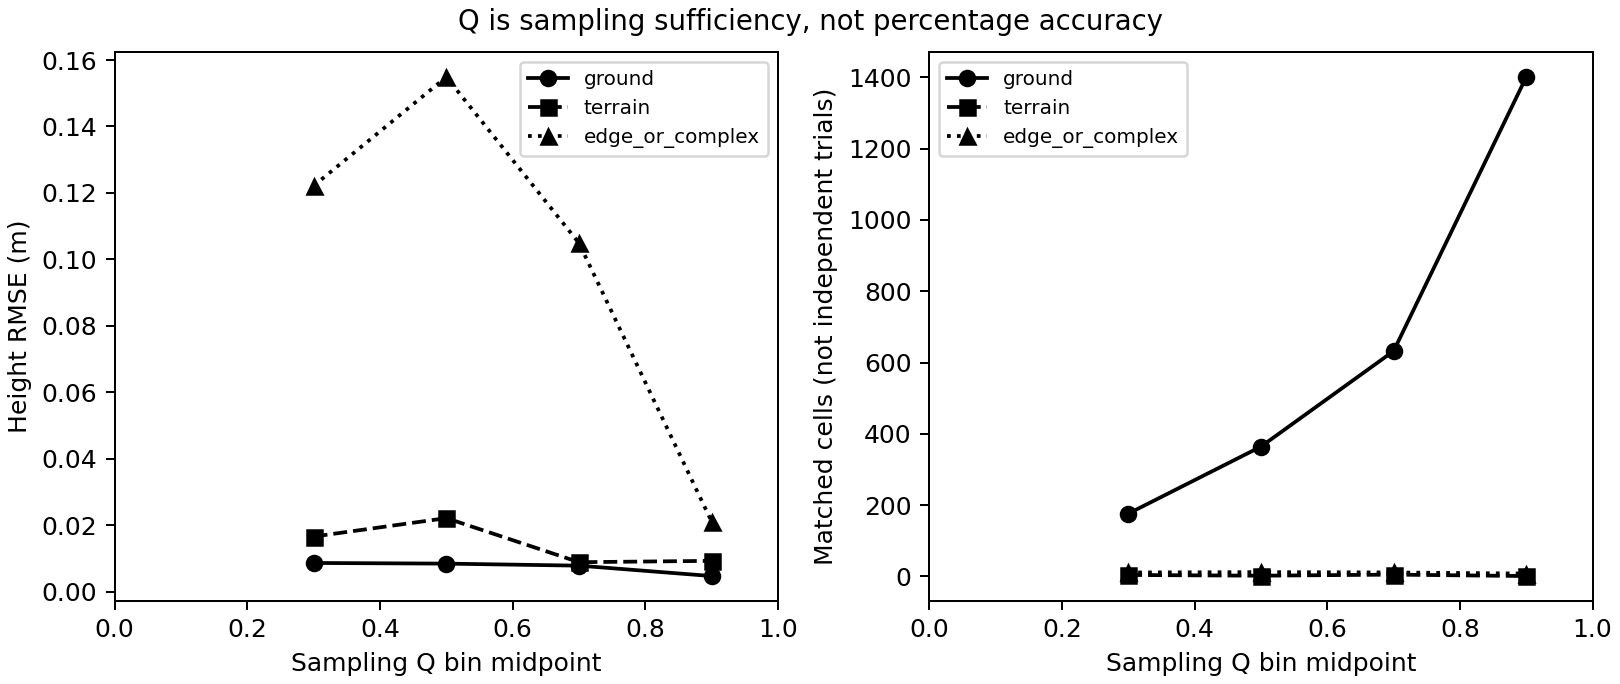 Q is sampling sufficiency, not percentage accuracy
Height RMSE (m)
0.16
0.14
0.12
0.10
0.08
0.06
0.04
0.02
0.00
ground
terrain
edge_or_complex
0.0 0.2 0.4 0.6 0.8 1.0
Sampling Q bin midpoint
Matched cells (not independent trials)
1400
1200
1000
800
600
400
200
0
ground
terrain
edge_or_complex
0.0 0.2 0.4 0.6 0.8 1.0
Sampling Q bin midpoint